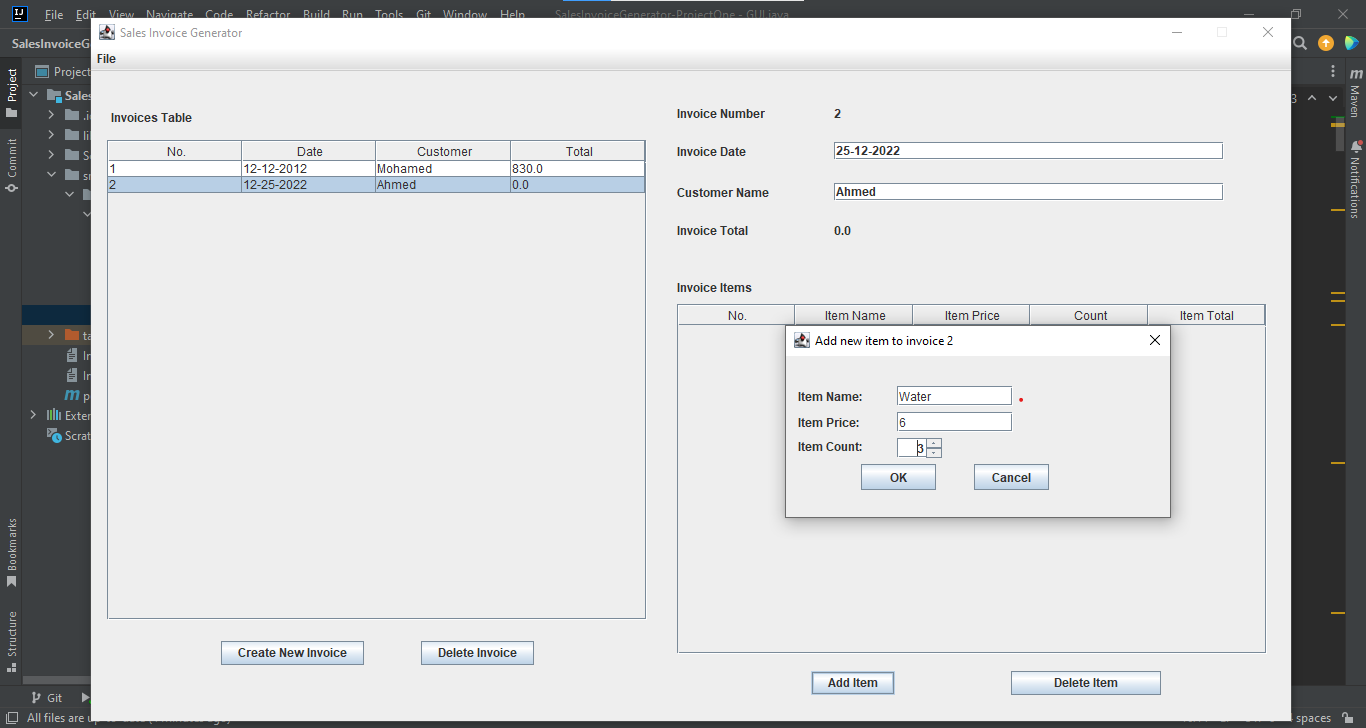 File Edit View Navigate Code Refactor Build Run Tools Git Window Help SalesInvoiceGenerator-ProjectOne - GUI.java
SalesInvoiceG
Sales Invoice Generator
File
Project
Project
Sales
Commit
Maven
Notifications
3
Exter
Scrat
Bookmarks
Structure
Invoices Table
No. Date Customer Total
1 12-12-2012 Mohamed 830.0
2 12-25-2022 Ahmed 0.0
Create New Invoice Delete Invoice
Invoice Number 2
Invoice Date 25-12-2022
Customer Name Ahmed
Invoice Total 0.0
Invoice Items
No. Item Name Item Price Count Item Total
Add new item to invoice 2
Item Name: Water
Item Price: 6
Item Count: 3
OK Cancel
Add Item Delete Item
Git
All files are
spaces